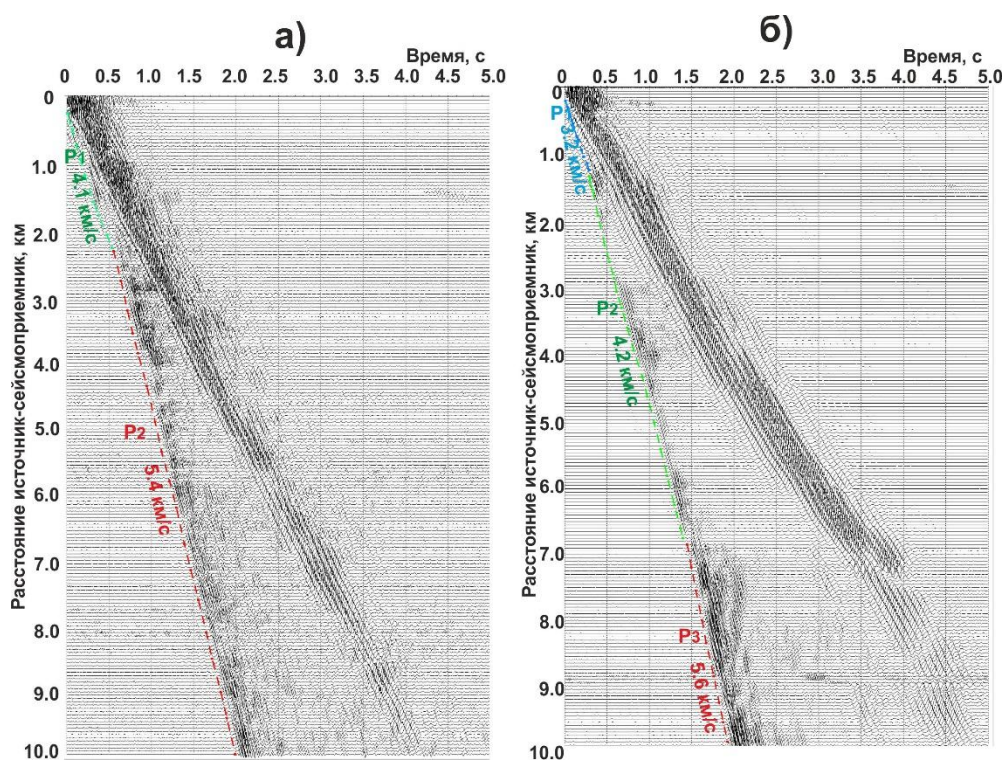 а)
Время, с
0 0.5 1.0 1.5 2.0 2.5 3.0 3.5 4.0 4.5 5.0
Расстояние источник-сейсмоприемник, км
0
1.0
2.0
3.0
4.0
5.0
6.0
7.0
8.0
9.0
10.0
P1
4.1 км/с
P2
5.4 км/с
б)
Время, с
0 0.5 1.0 1.5 2.0 2.5 3.0 3.5 4.0 4.5 5.0
Расстояние источник-сейсмоприемник, км
0
1.0
2.0
3.0
4.0
5.0
6.0
7.0
8.0
9.0
10.0
P1
3.2 км/с
P2
4.2 км/с
P3
5.6 км/с